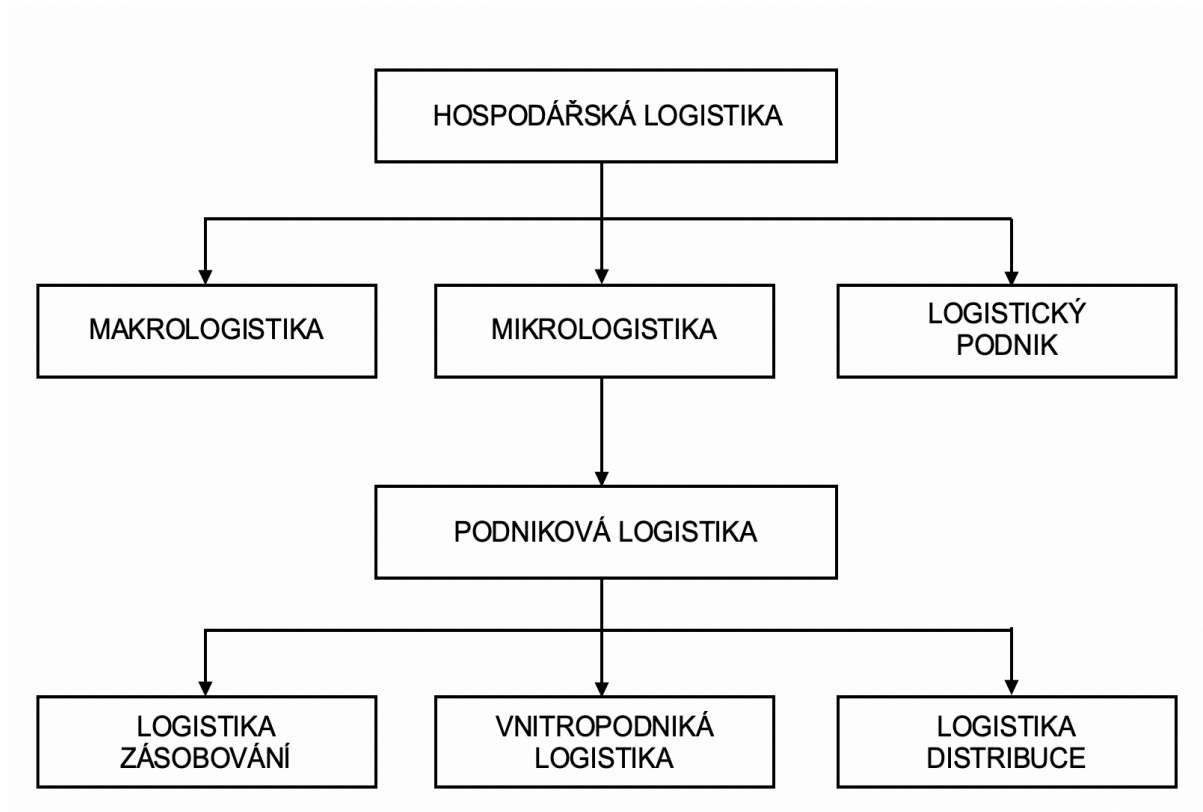 HOSPODÁŘSKÁ LOGISTIKA
MAKROLOGISTIKA
MIKROLOGISTIKA
LOGISTICKÝ
PODNIK
PODNIKOVÁ LOGISTIKA
LOGISTIKA
ZÁSOBOVÁNÍ
VNITROPODNIKÁ
LOGISTIKA
LOGISTIKA
DISTRIBUCE